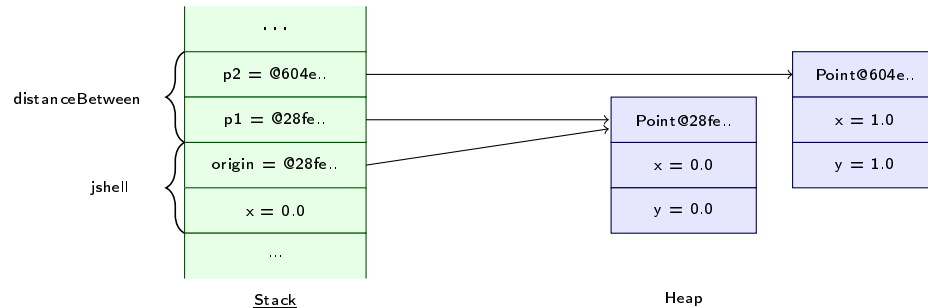 . . .
p2 = @604e..
Point@604e..
distanceBetween
p1 = @28fe..
Point@28fe..
x = 1.0
origin = @28fe..
x = 0.0
y = 1.0
jshell
x = 0.0
y = 0.0
...
Stack
Heap